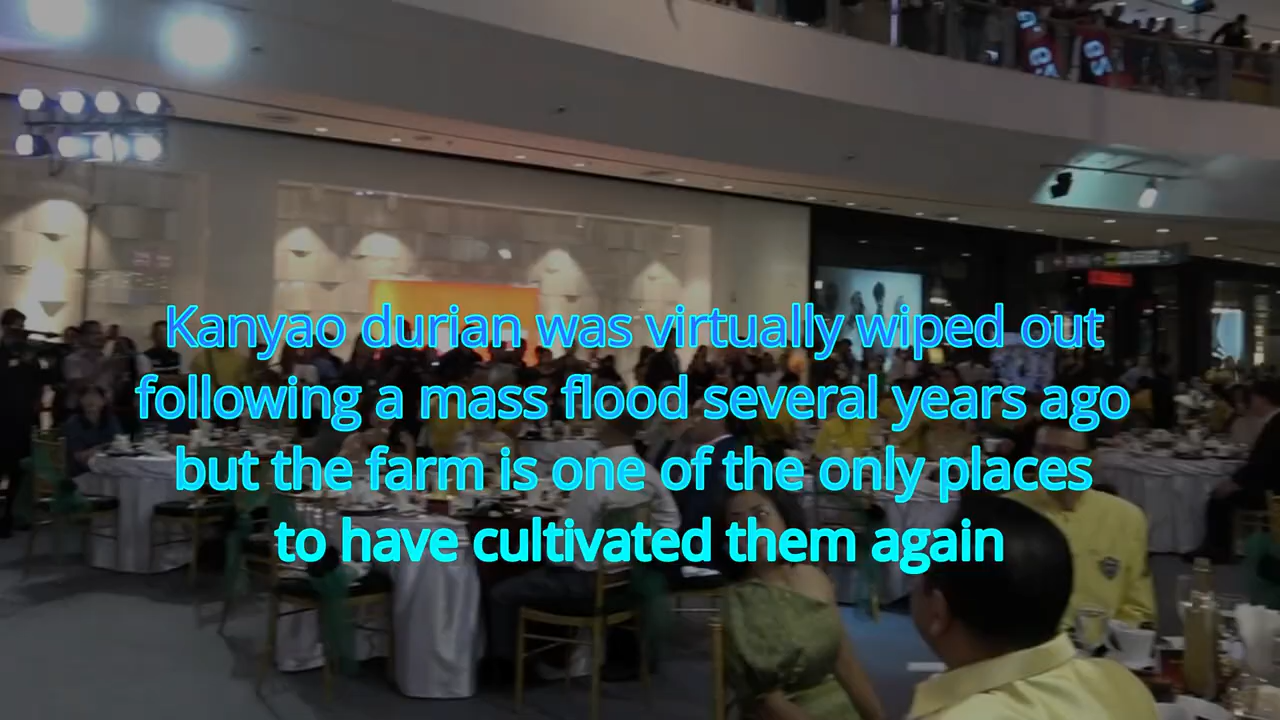 Kanyao durian was virtually wiped out
following a mass flood several years ago
but the farm is one of the only places
to have cultivated them again